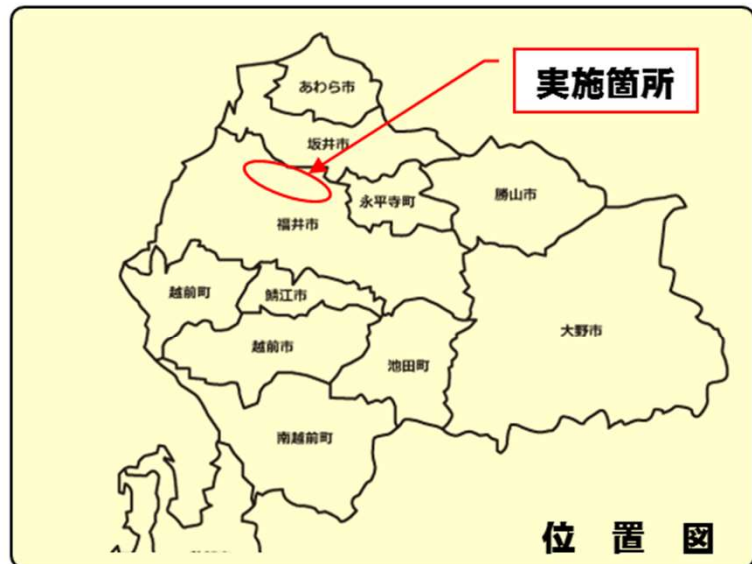 実施箇所
あわら市
坂井市
永平寺町
勝山市
福井市
越前町
鯖江市
大野市
越前市
池田町
南越前町
位置図